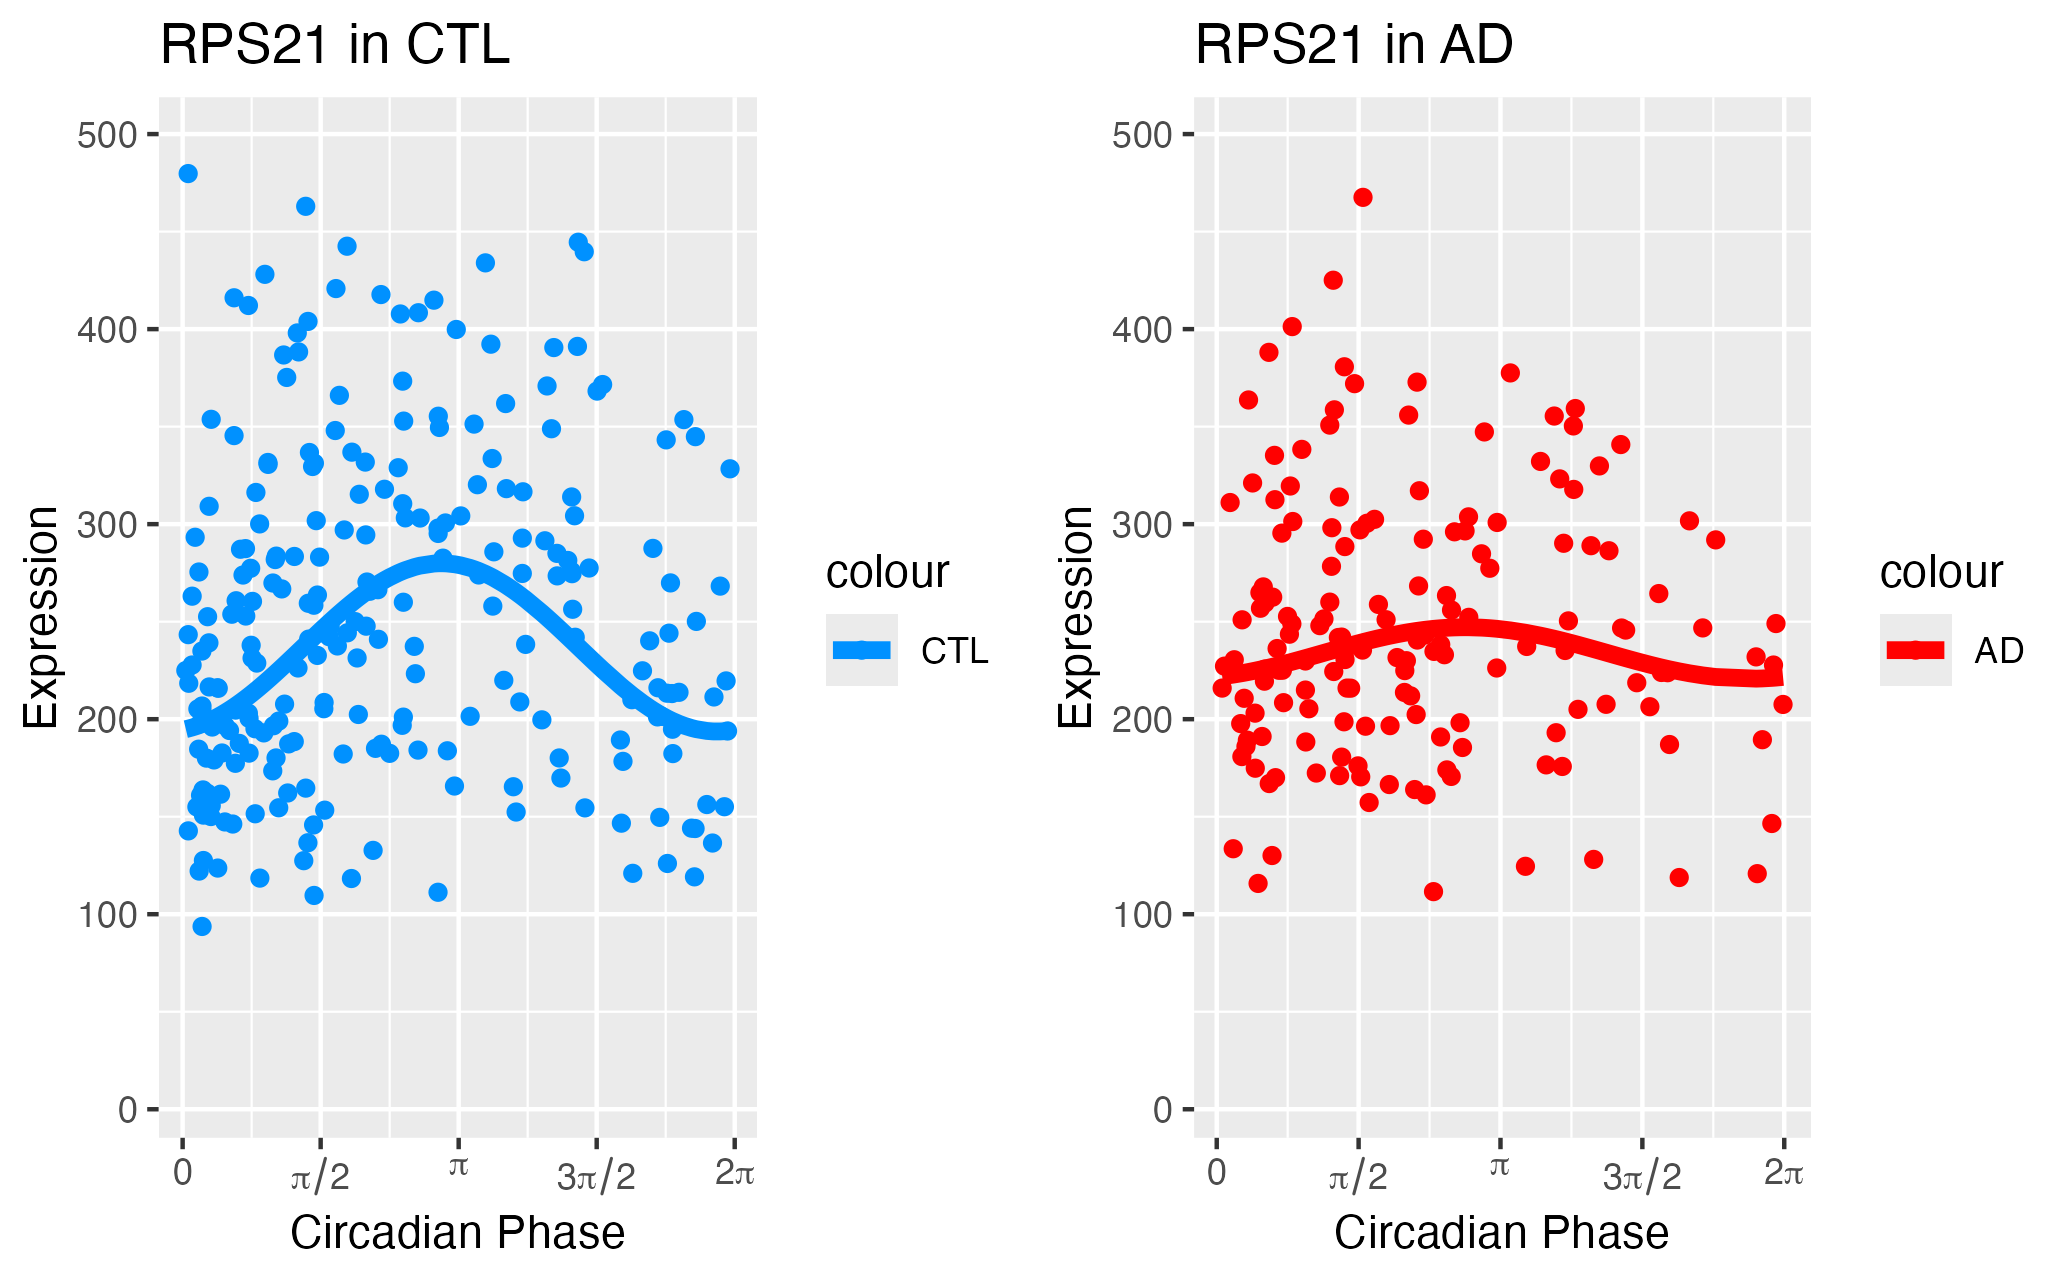 RPS21 in CTL
500
400
300
200
100
0
Expression
0 π/2 π 3π/2 2π
Circadian Phase
colour
CTL
RPS21 in AD
500
400
300
200
100
0
Expression
0 π/2 π 3π/2 2π
Circadian Phase
colour
AD